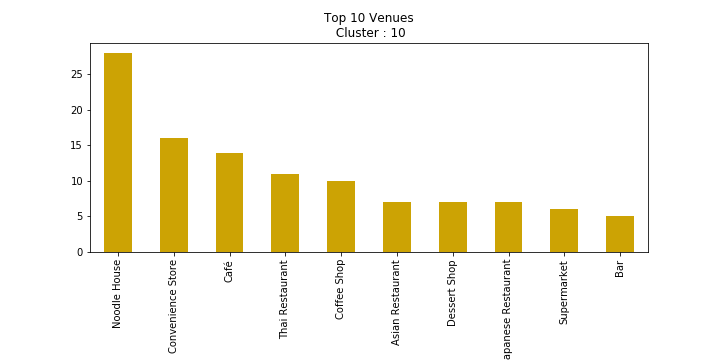 Top 10 Venues
Cluster : 10
25
20
15
10
5
0
Noodle House
Convenience Store
Café
Thai Restaurant
Coffee Shop
Asian Restaurant
Dessert Shop
apanese Restaurant
Supermarket
Bar